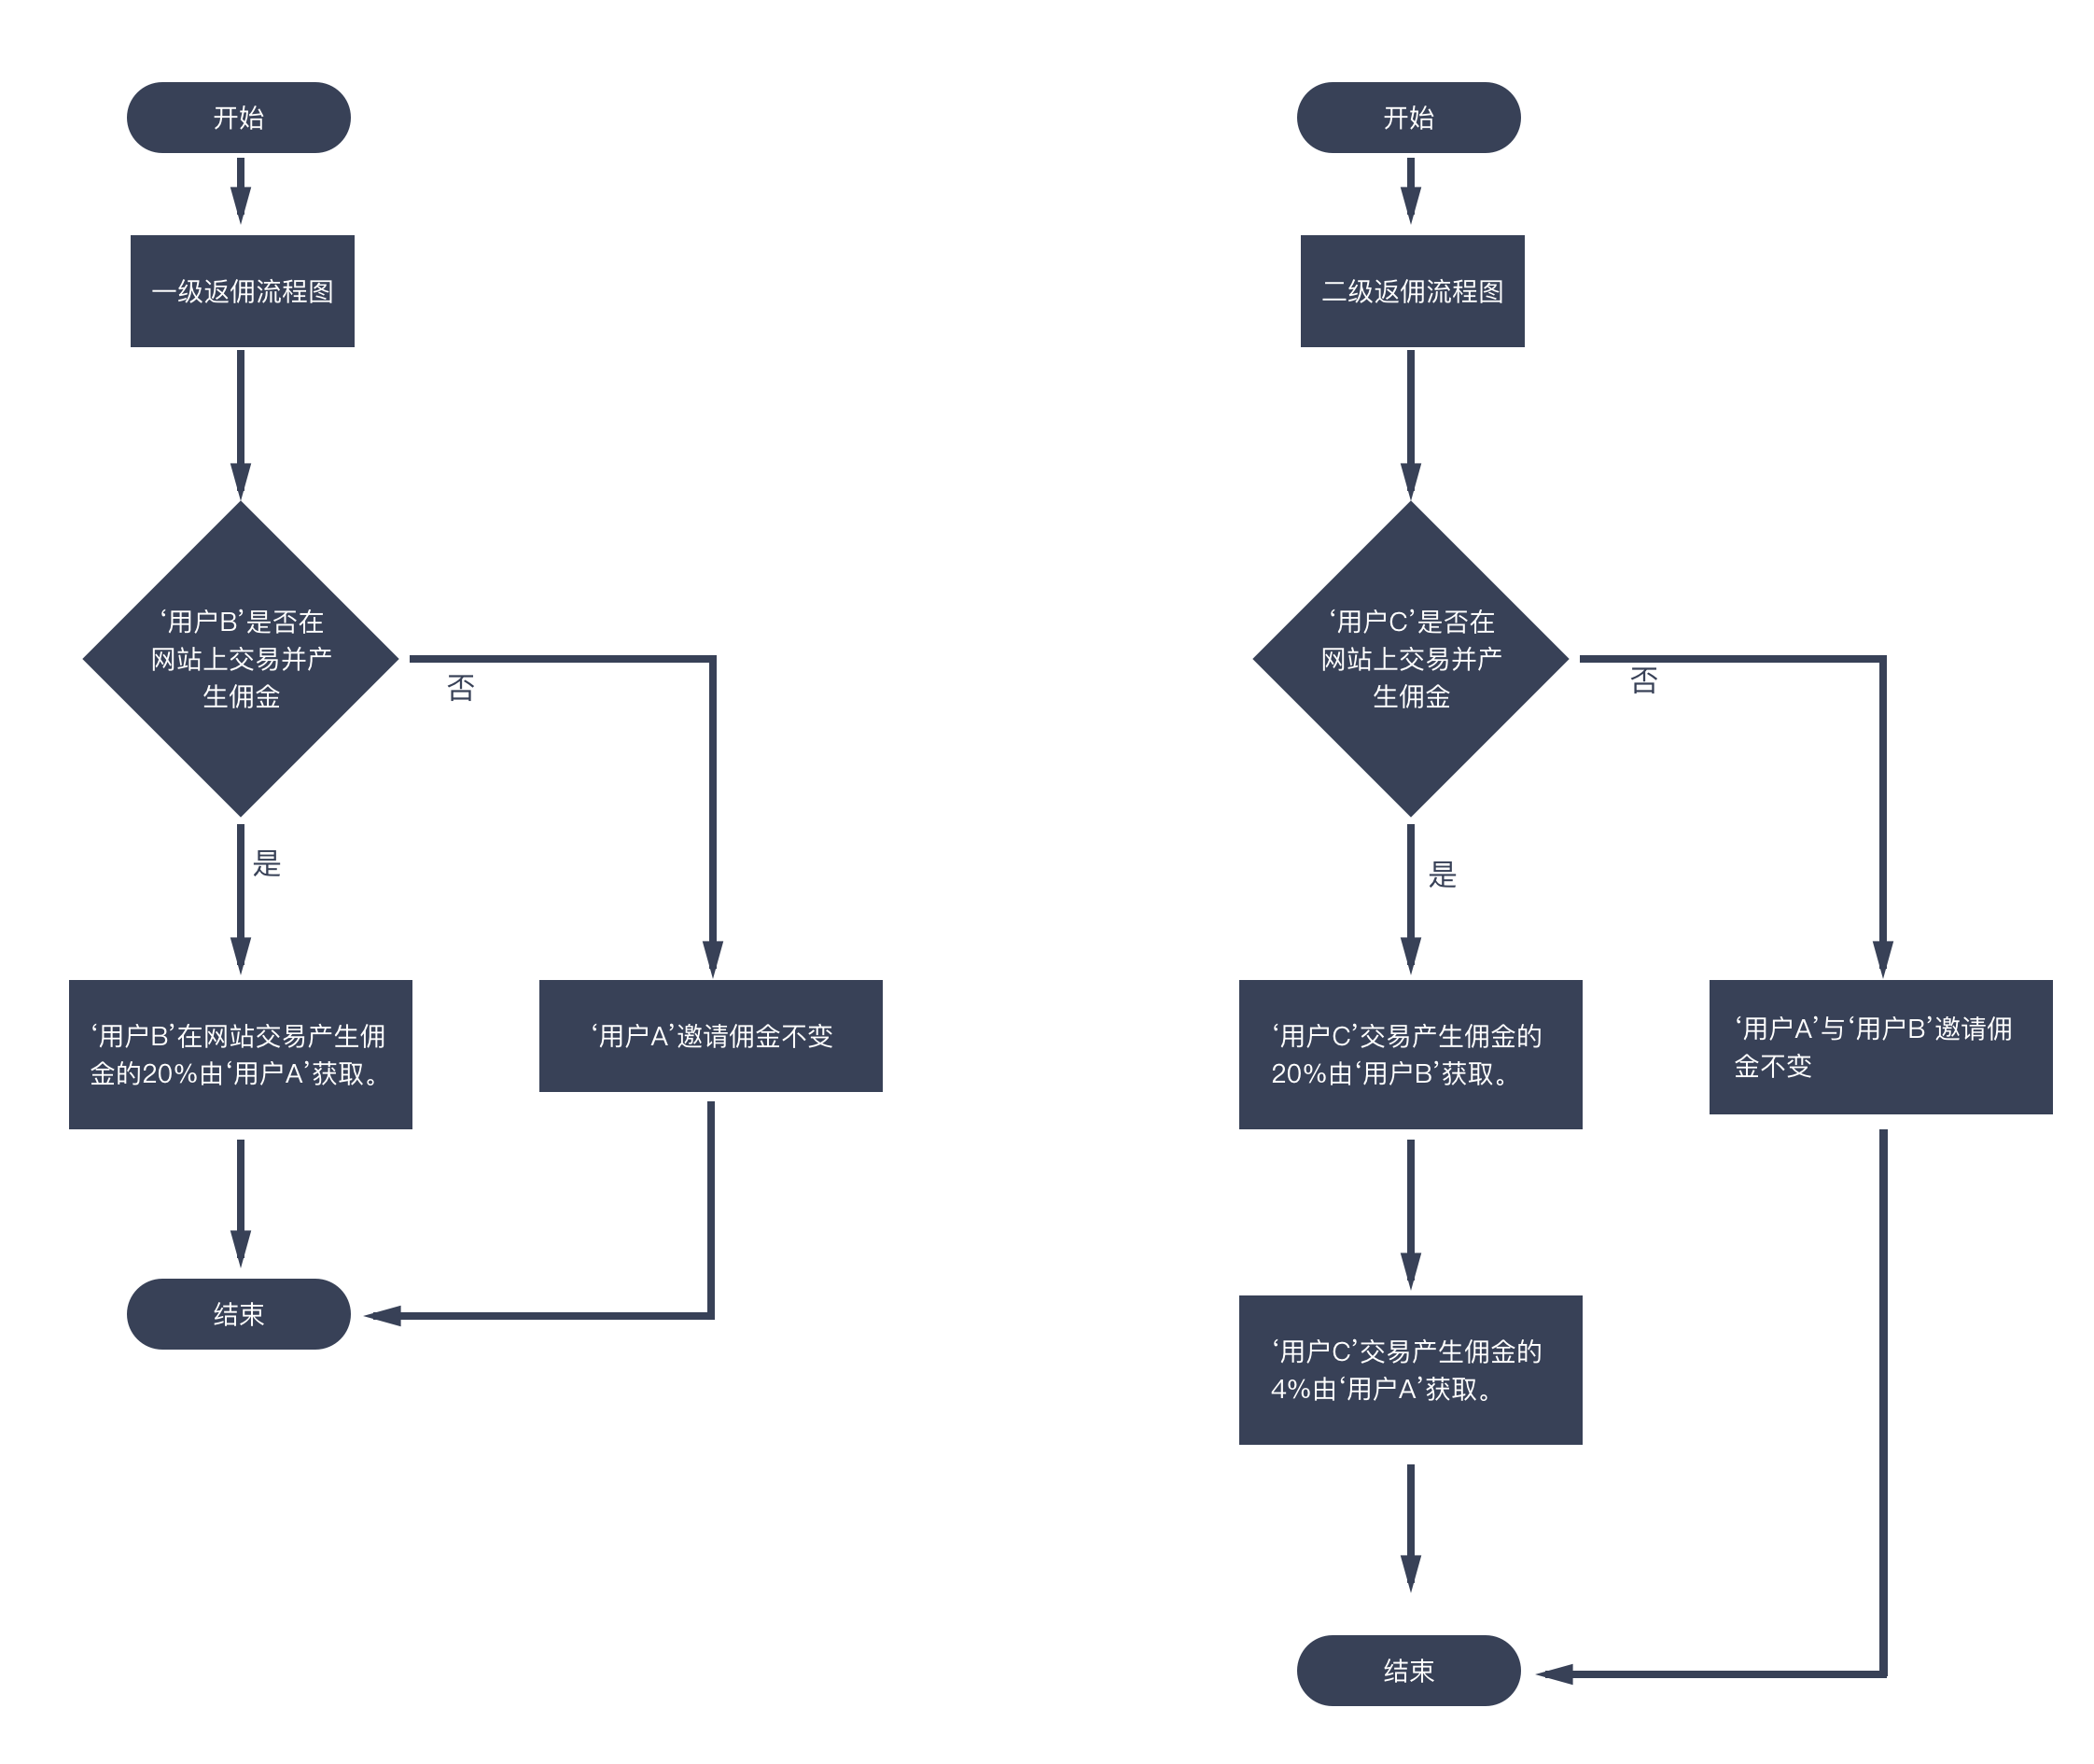 开始
一级返佣流程图
‘用户B’是否在
网站上交易并产
生佣金
否
是
‘用户B’在网站交易产生佣
金的20%由‘用户A’获取。
‘用户A’邀请佣金不变
结束
开始
二级返佣流程图
‘用户C’是否在
网站上交易并产
生佣金
否
是
‘用户C’交易产生佣金的
20%由‘用户B’获取。
‘用户A’与‘用户B’邀请佣
金不变
‘用户C’交易产生佣金的
4%由‘用户A’获取。
结束